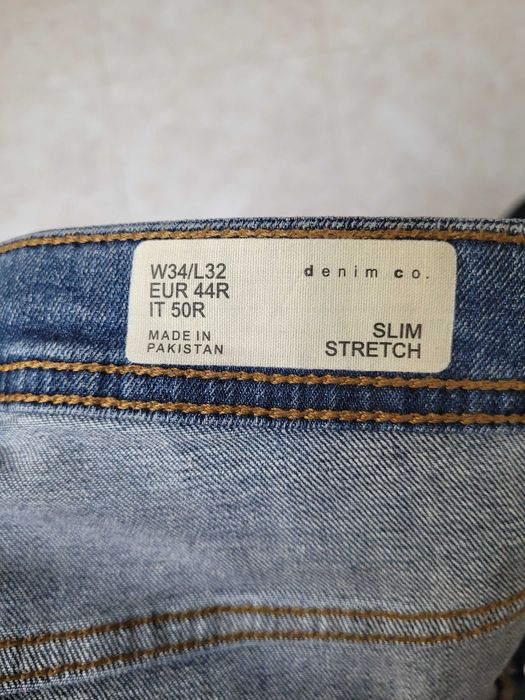 W34/L32
EUR 44R
IT 50R
MADE IN
PAKISTAN
denim co.
SLIM
STRETCH